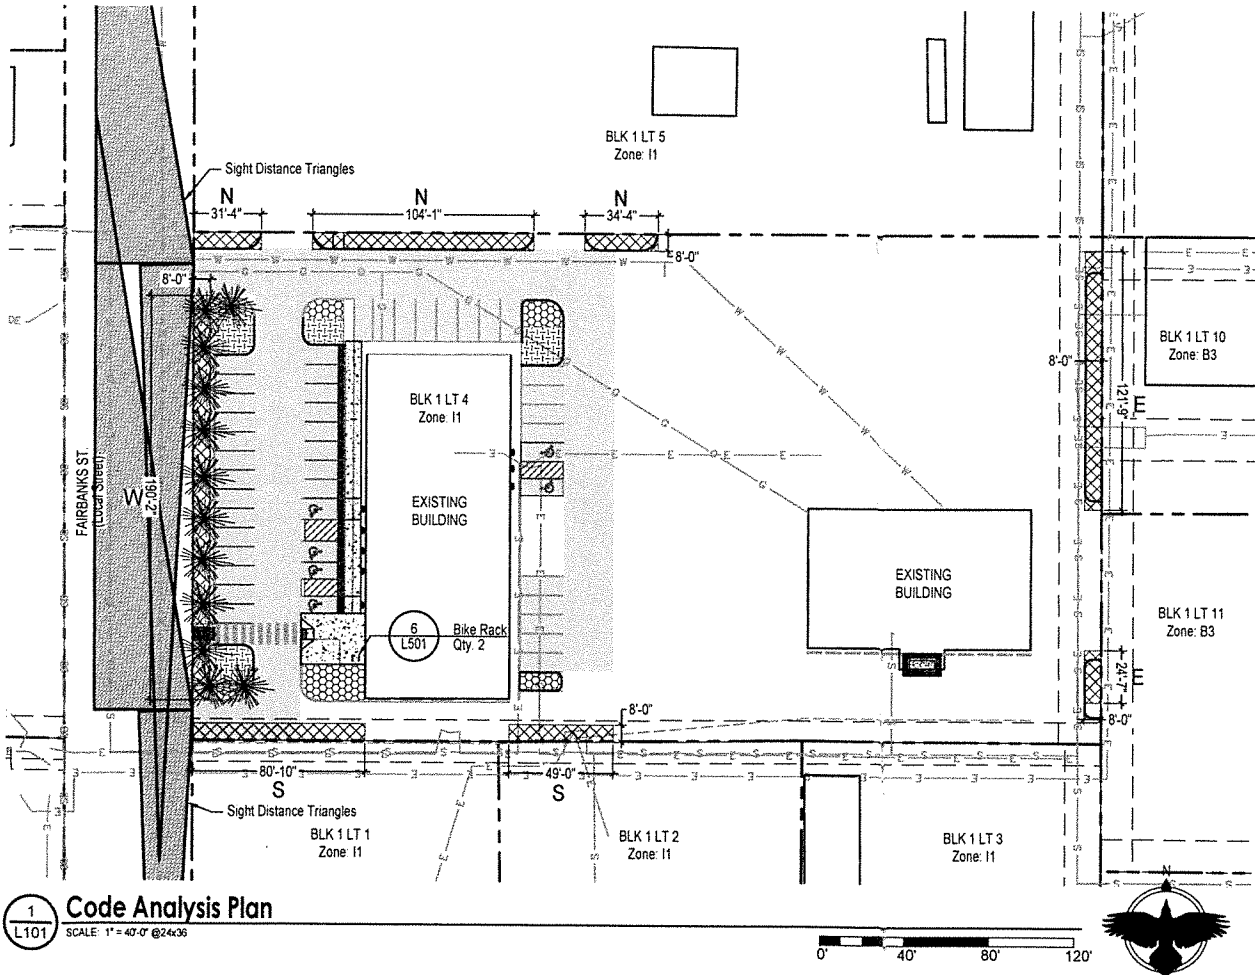 BLK 1 LT 5
Zone: I1
Sight Distance Triangles
N
31'-4"
N
104'-1"
N
34'-4"
8'-0"
8'-0"
BLK 1 LT 10
Zone: B3
8'-0"
121'-9"
E
BLK 1 LT 4
Zone: I1
FAIRBANKS ST.
(Local Street)
W
190'-2"
EXISTING
BUILDING
EXISTING
BUILDING
6
L501
Bike Rack
Qty. 2
BLK 1 LT 11
Zone: B3
24'-7"
E
8'-0"
8'-0"
80'-10"
S
49'-0"
S
Sight Distance Triangles
BLK 1 LT 1
Zone: I1
BLK 1 LT 2
Zone: I1
BLK 1 LT 3
Zone: I1
1
L101
Code Analysis Plan
SCALE: 1" = 40'-0" @24x36
N
0' 40' 80' 120'